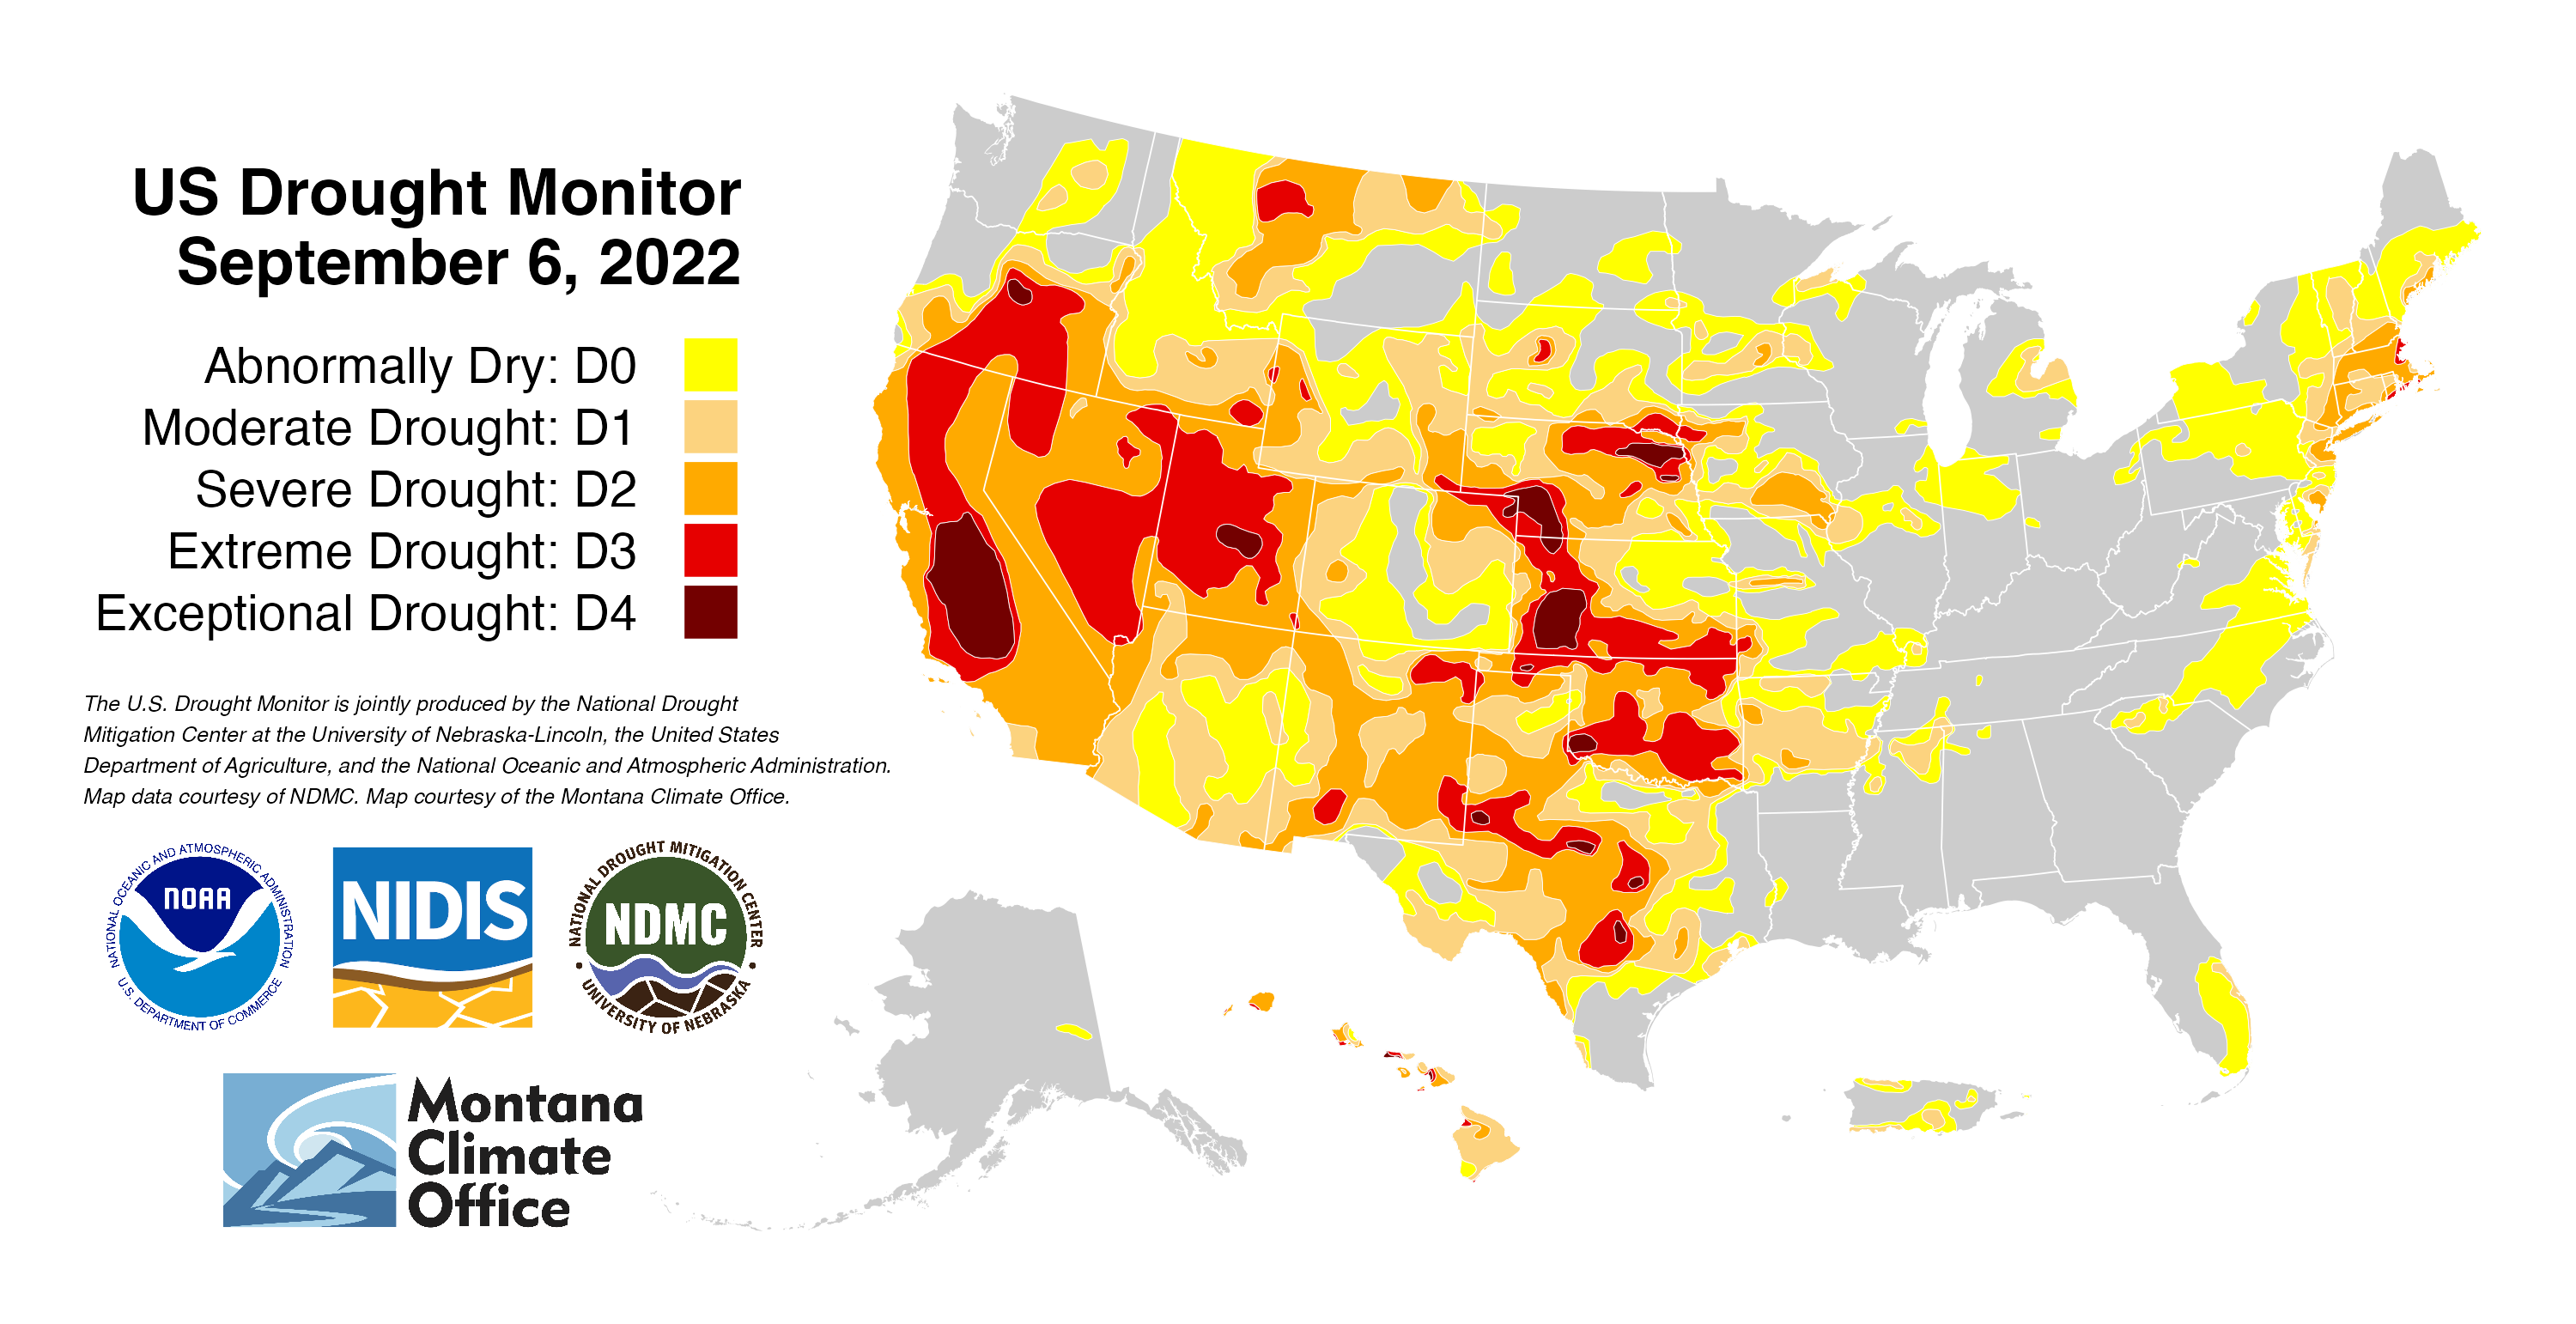 US Drought Monitor
September 6, 2022
Abnormally Dry: D0
Moderate Drought: D1
Severe Drought: D2
Extreme Drought: D3
Exceptional Drought: D4
The U.S. Drought Monitor is jointly produced by the National Drought
Mitigation Center at the University of Nebraska-Lincoln, the United States
Department of Agriculture, and the National Oceanic and Atmospheric Administration.
Map data courtesy of NDMC. Map courtesy of the Montana Climate Office.
NATIONAL OCEANIC AND ATMOSPHERIC ADMINISTRATION
NOAA
U.S. DEPARTMENT OF COMMERCE
NIDIS
NATIONAL DROUGHT MITIGATION CENTER
NDMC
• UNIVERSITY OF NEBRASKA •
Montana
Climate
Office